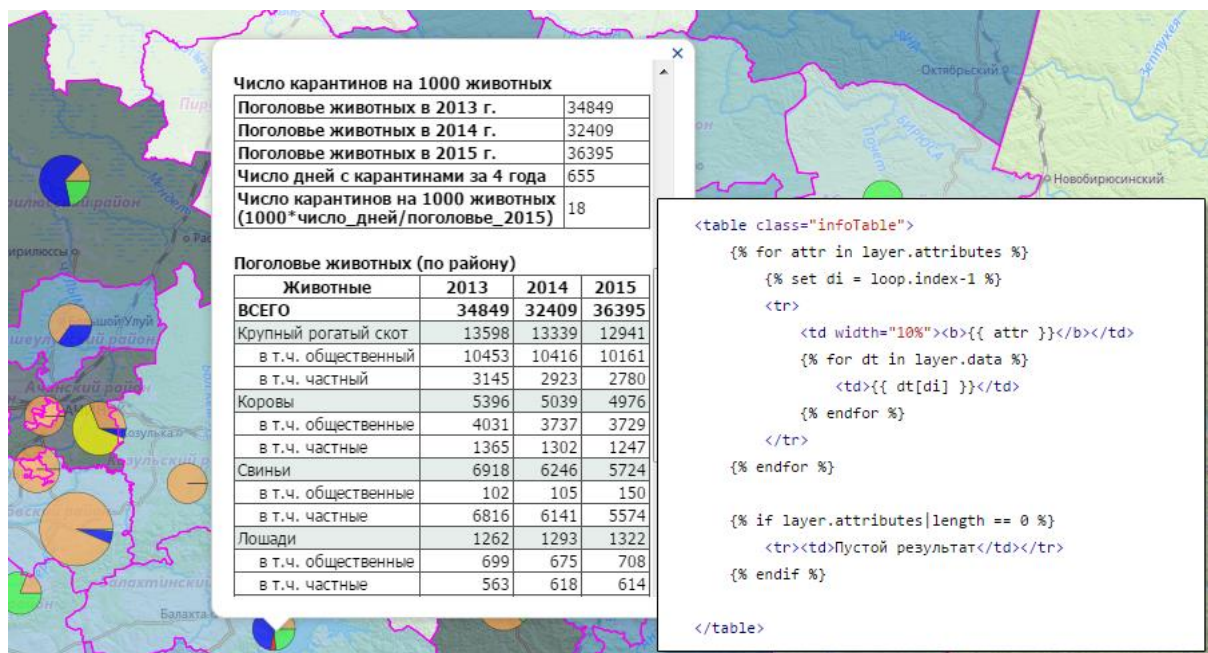 Число карантинов на 1000 животных
Поголовье животных в 2013 г. 34849
Поголовье животных в 2014 г. 32409
Поголовье животных в 2015 г. 36395
Число дней с карантинами за 4 года 655
Число карантинов на 1000 животных
(1000*число_дней/поголовье_2015) 18
Поголовье животных (по району)
Животные 2013 2014 2015
ВСЕГО 34849 32409 36395
Крупный рогатый скот 13598 13339 12941
в т.ч. общественный 10453 10416 10161
в т.ч. частный 3145 2923 2780
Коровы 5396 5039 4976
в т.ч. общественные 4031 3737 3729
в т.ч. частные 1365 1302 1247
Свиньи 6918 6246 5724
в т.ч. общественные 102 105 150
в т.ч. частные 6816 6141 5574
Лошади 1262 1293 1322
в т.ч. общественные 699 675 708
в т.ч. частные 563 618 614
<table class="infoTable">
{% for attr in layer.attributes %}
{% set di = loop.index-1 %}
<tr>
<td width="10%"><b>{{ attr }}</b></td>
{% for dt in layer.data %}
<td>{{ dt[di] }}</td>
{% endfor %}
</tr>
{% endfor %}
{% if layer.attributes|length == 0 %}
<tr><td>Пустой результат</td></tr>
{% endif %}
</table>
Октябрьский
Новобирюсинский
БИРЮСА
Балахта